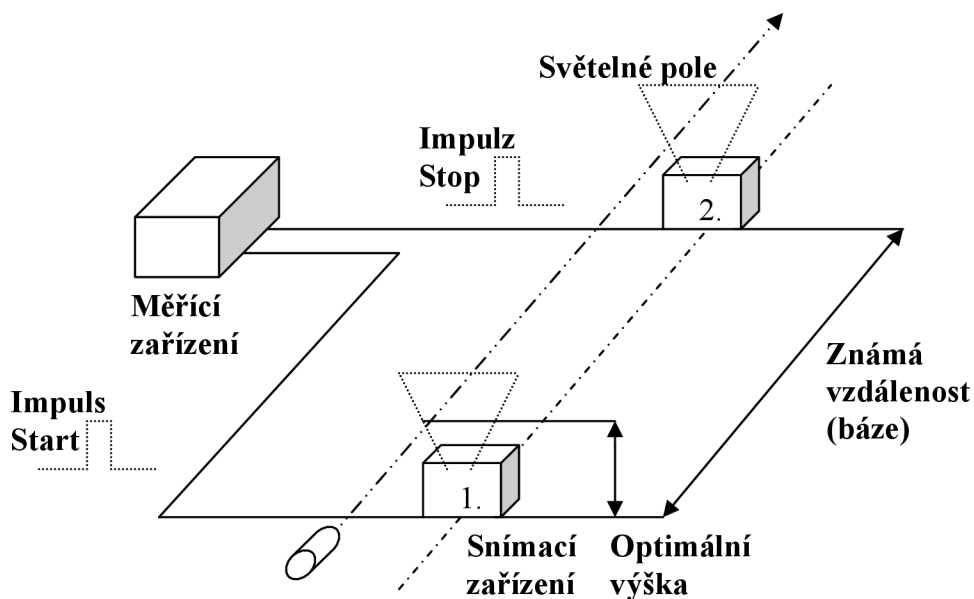 Světelné pole
Impulz
Stop
2.
Měřící
zařízení
Známá
vzdálenost
(báze)
Impuls
Start
1.
Snímací
zařízení
Optimální
výška